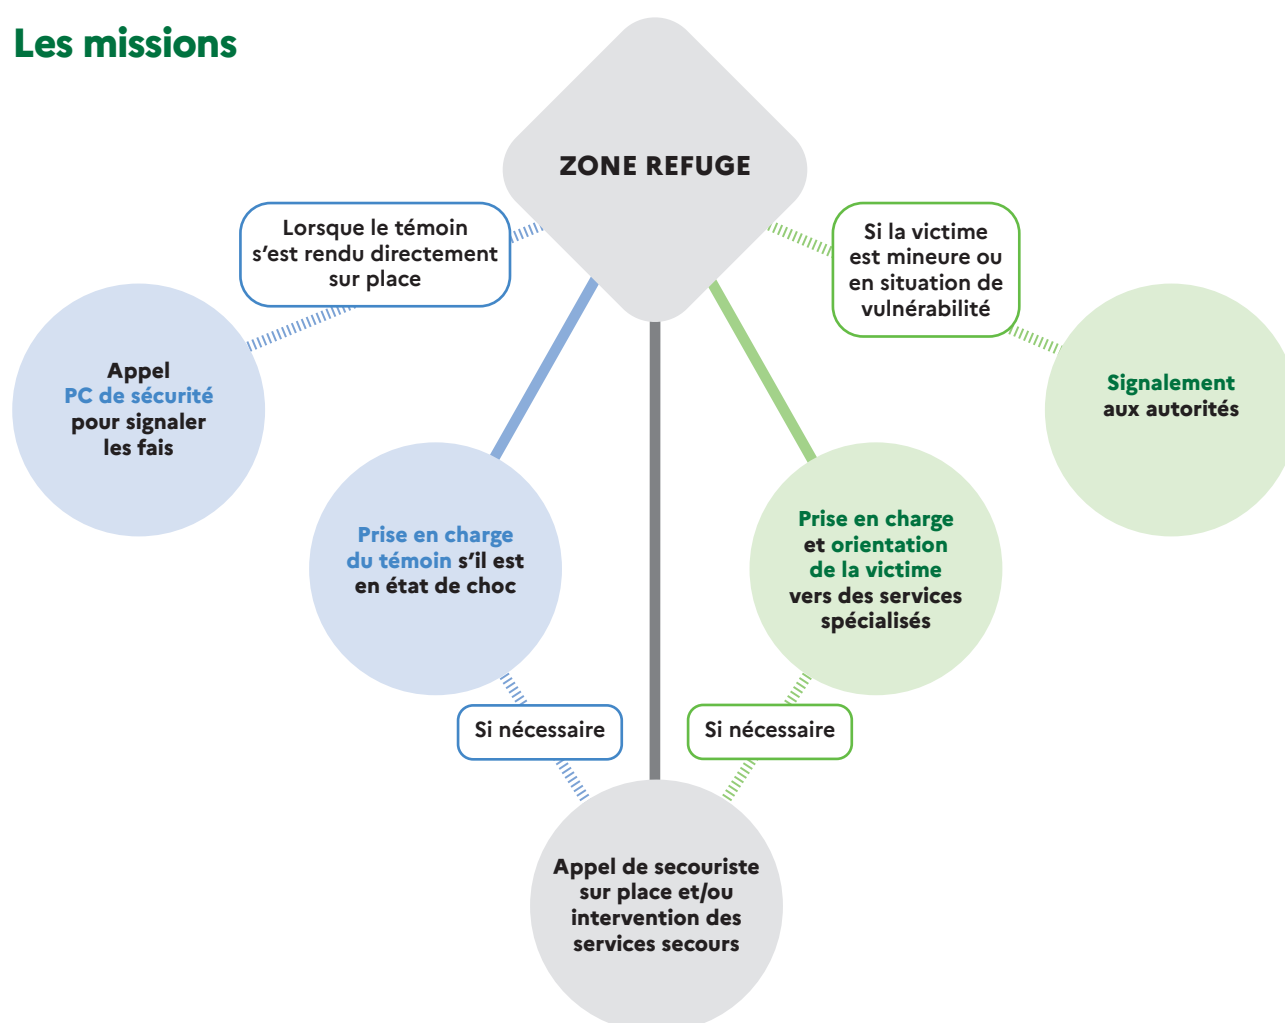 Les missions
ZONE REFUGE
Lorsque le témoin
s’est rendu directement
sur place
Si la victime
est mineure ou
en situation de
vulnérabilité
Appel
PC de sécurité
pour signaler
les fais
Signalement
aux autorités
Prise en charge
du témoin s’il est
en état de choc
Prise en charge
et orientation
de la victime
vers des services
spécialisés
Si nécessaire
Si nécessaire
Appel de secouriste
sur place et/ou
intervention des
services secours